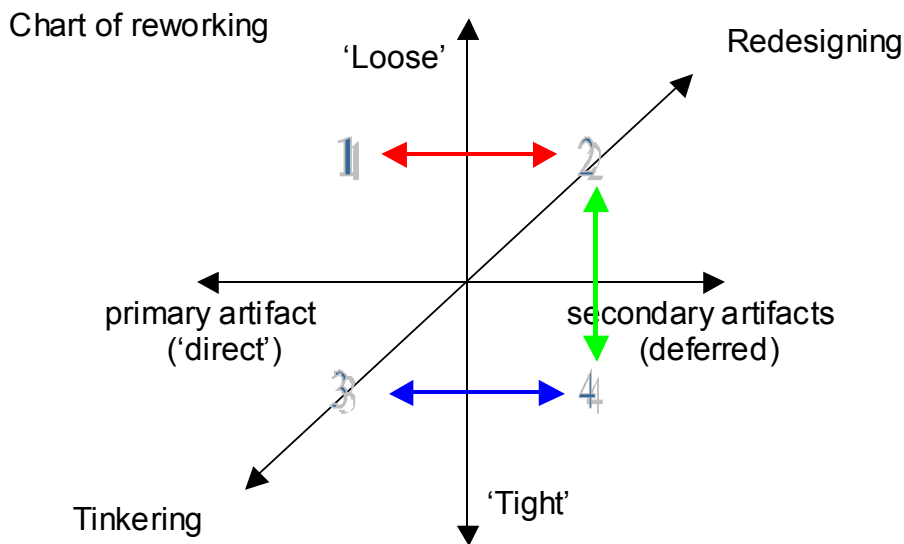 Chart of reworking
‘Loose’
Redesigning
1
2
primary artifact
(‘direct’)
secondary artifacts
(deferred)
3
4
Tinkering
‘Tight’